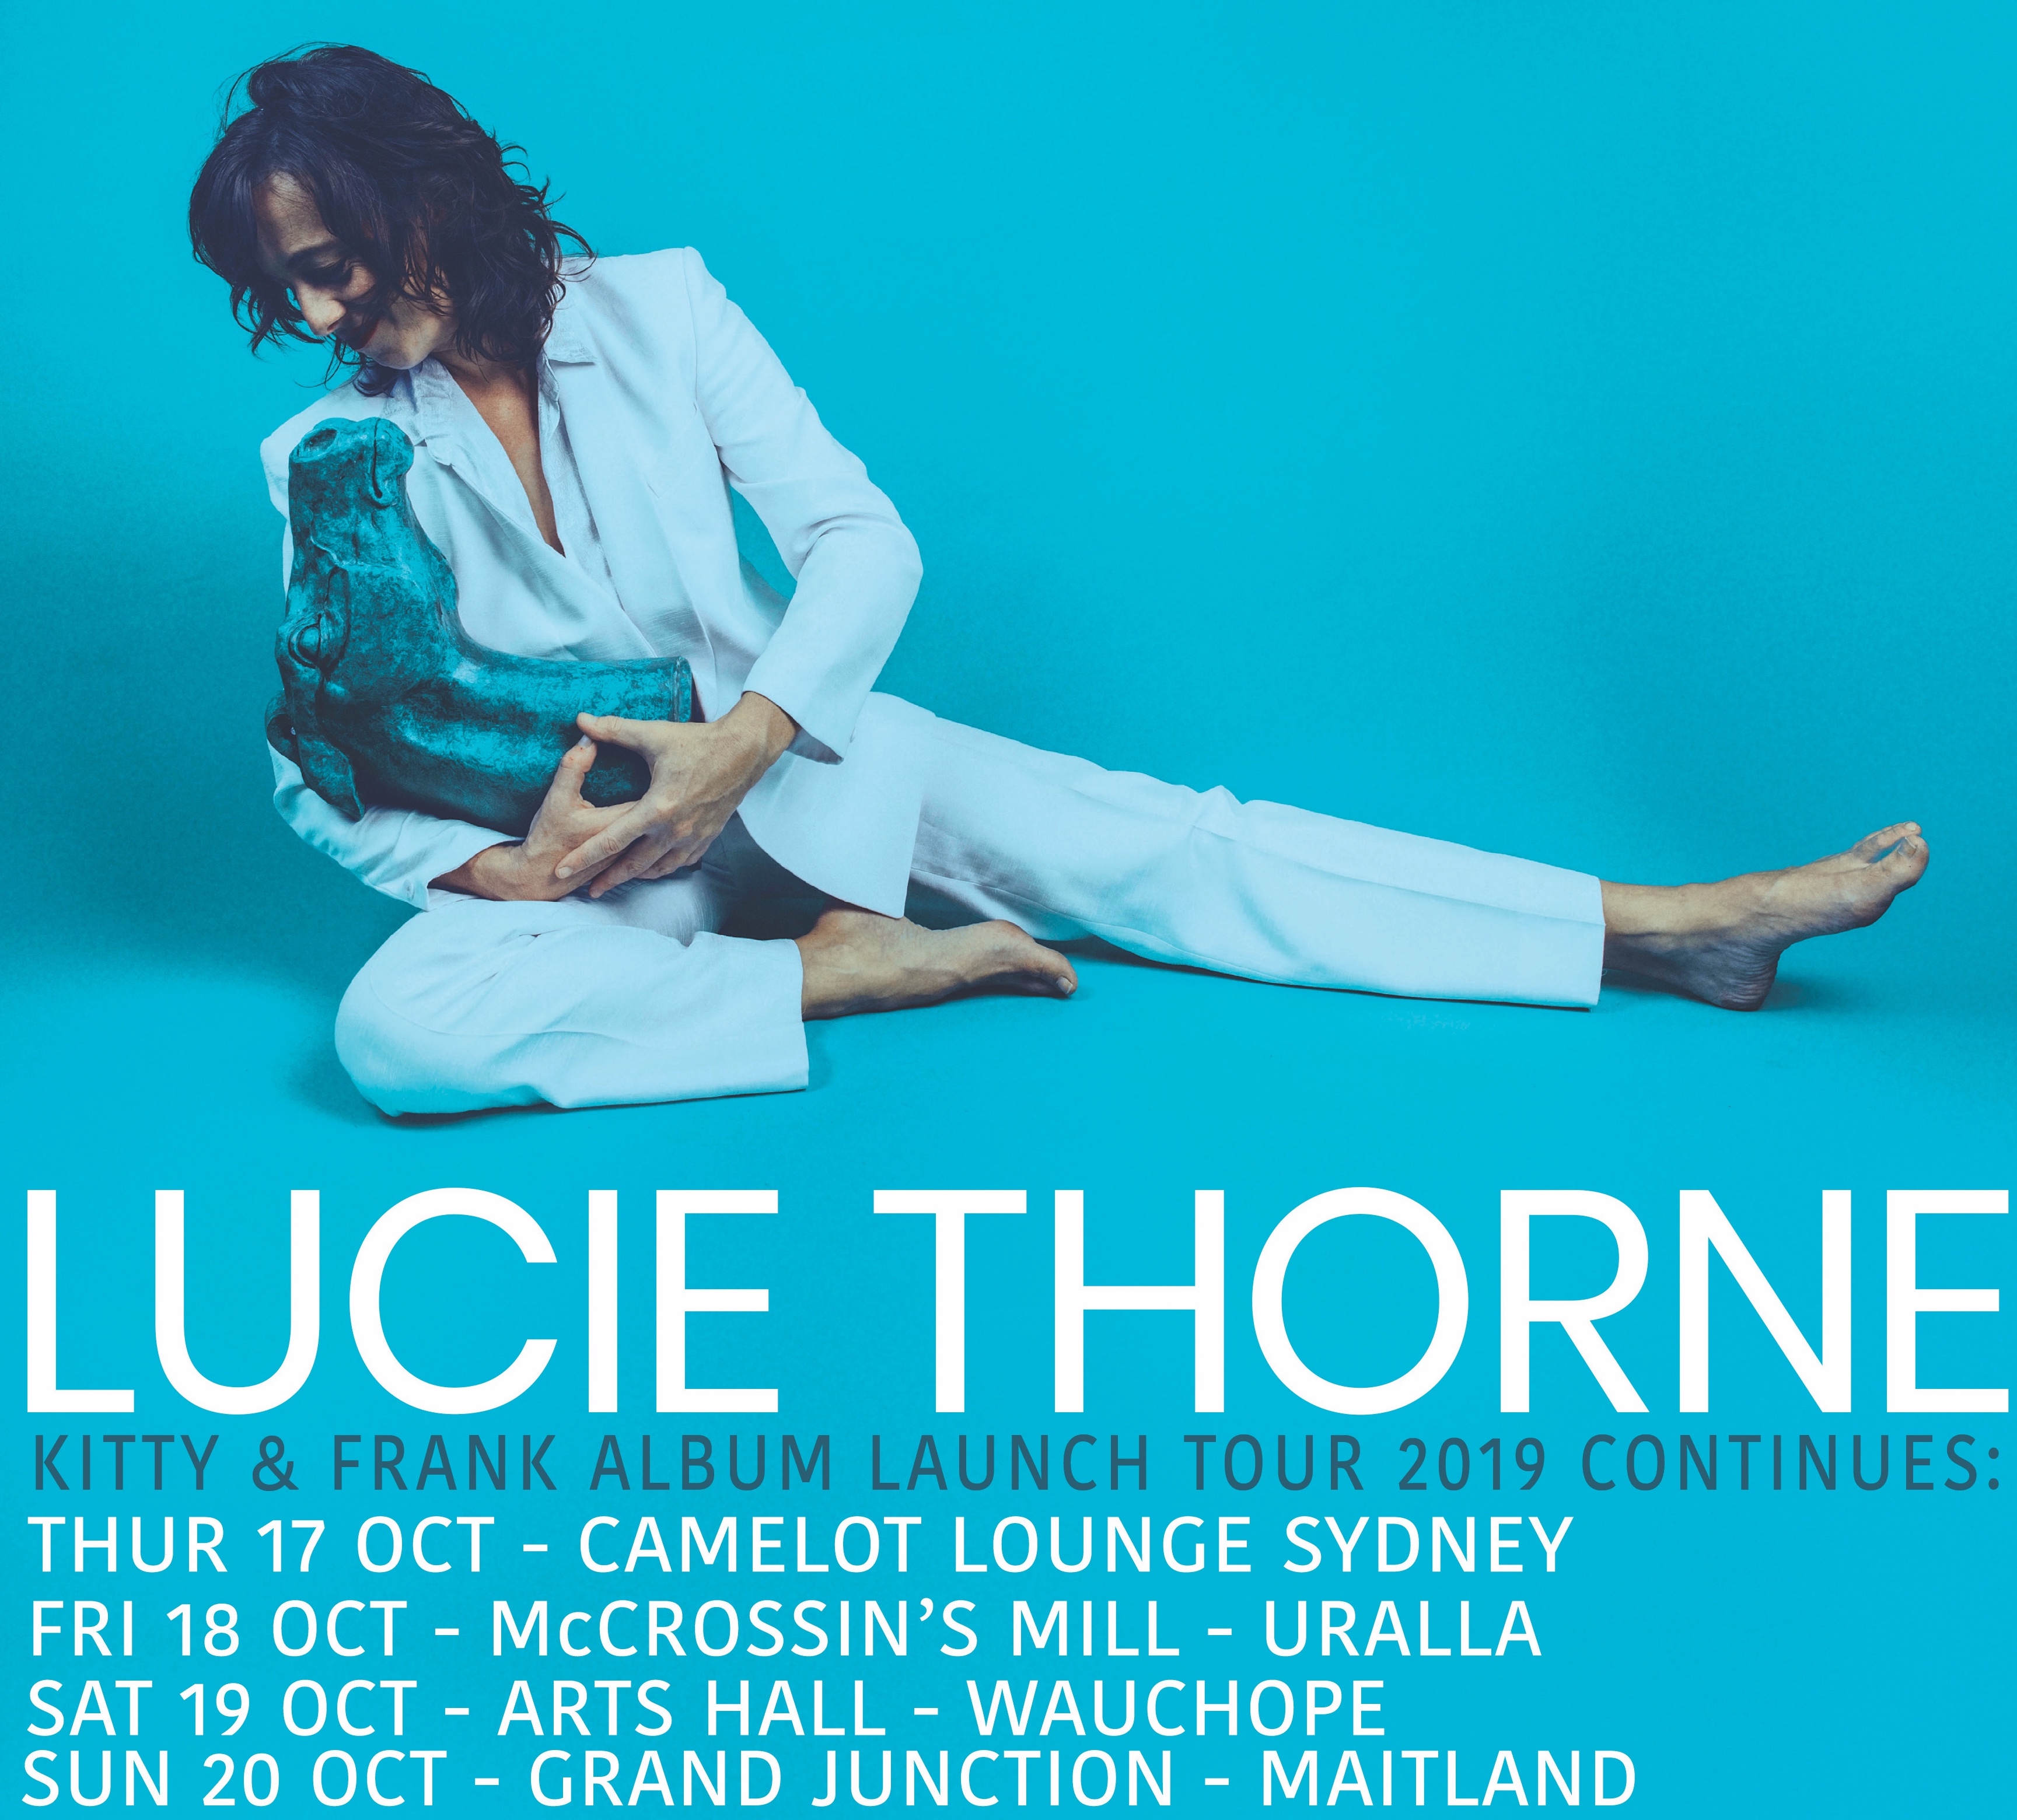 LUCIE THORNE
KITTY & FRANK ALBUM LAUNCH TOUR 2019 CONTINUES:
THUR 17 OCT - CAMELOT LOUNGE SYDNEY
FRI 18 OCT - McCROSSIN'S MILL - URALLA
SAT 19 OCT - ARTS HALL - WAUCHOPE
SUN 20 OCT - GRAND JUNCTION - MAITLAND